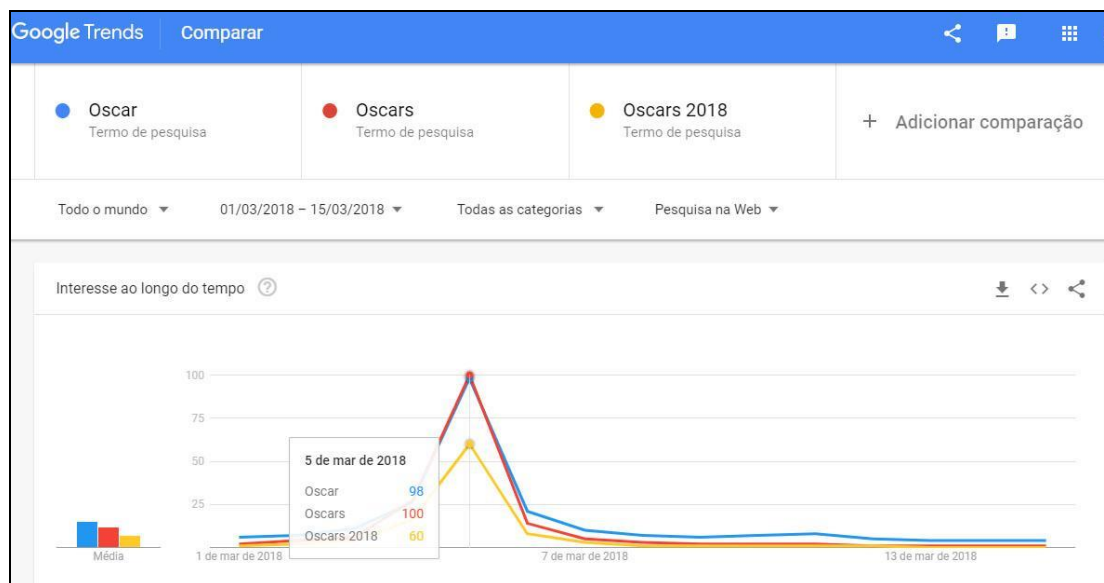 Google Trends Comparar
Oscar
Termo de pesquisa
Oscars
Termo de pesquisa
Oscars 2018
Termo de pesquisa
+ Adicionar comparação
Todo o mundo 01/03/2018 – 15/03/2018 Todas as categorias Pesquisa na Web
Interesse ao longo do tempo ?
100
75
50
25
5 de mar de 2018
Oscar 98
Oscars 100
Oscars 2018 60
Média
1 de mar de 2018 7 de mar de 2018 13 de mar de 2018